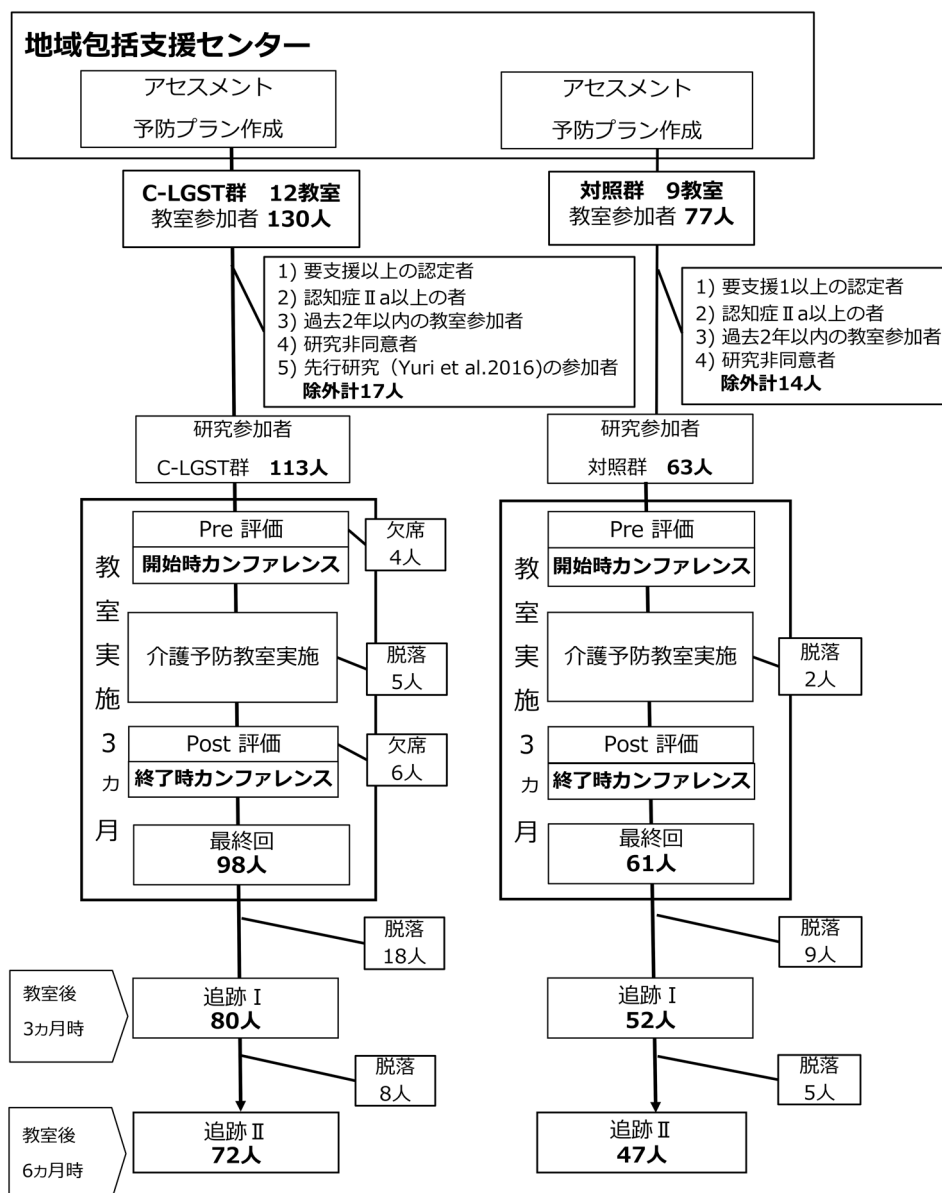 地域包括支援センター
アセスメント
予防プラン作成
アセスメント
予防プラン作成
C-LGST群　12教室
教室参加者 130人
対照群　9教室
教室参加者 77人
1) 要支援以上の認定者
2) 認知症Ⅱa以上の者
3) 過去2年以内の教室参加者
4) 研究非同意者
5) 先行研究（Yuri et al.2016)の参加者
除外計17人
1) 要支援1以上の認定者
2) 認知症Ⅱa以上の者
3) 過去2年以内の教室参加者
4) 研究非同意者
除外計14人
研究参加者
C-LGST群　113人
研究参加者
対照群　63人
教室実施3ヵ月
Pre 評価
開始時カンファレンス
欠席
4人
介護予防教室実施
脱落
5人
Post 評価
終了時カンファレンス
欠席
6人
最終回
98人
教室実施3ヵ月
Pre 評価
開始時カンファレンス
介護予防教室実施
脱落
2人
Post 評価
終了時カンファレンス
最終回
61人
脱落
18人
脱落
9人
教室後
3ヵ月時
追跡Ⅰ
80人
追跡Ⅰ
52人
脱落
8人
脱落
5人
教室後
6ヵ月時
追跡Ⅱ
72人
追跡Ⅱ
47人